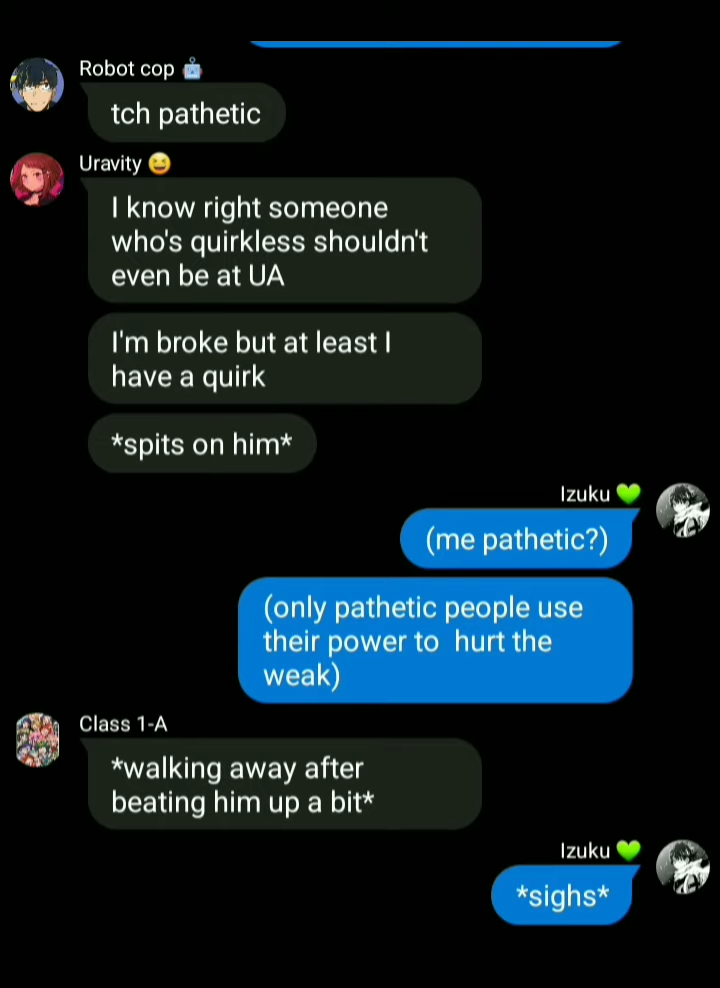 Robot cop 🤖
tch pathetic
Uravity 😆
I know right someone
who's quirkless shouldn't
even be at UA
I'm broke but at least I
have a quirk
*spits on him*
Izuku 💚
(me pathetic?)
(only pathetic people use
their power to  hurt the
weak)
Class 1-A
*walking away after
beating him up a bit*
Izuku 💚
*sighs*